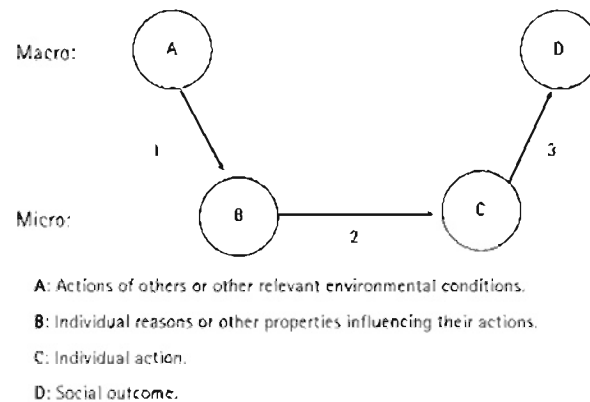 A
D
Macro:
1
3
B
C
Micro:
2
A: Actions of others or other relevant environmental conditions.
B: Individual reasons or other properties influencing their actions.
C: Individual action.
D: Social outcome.